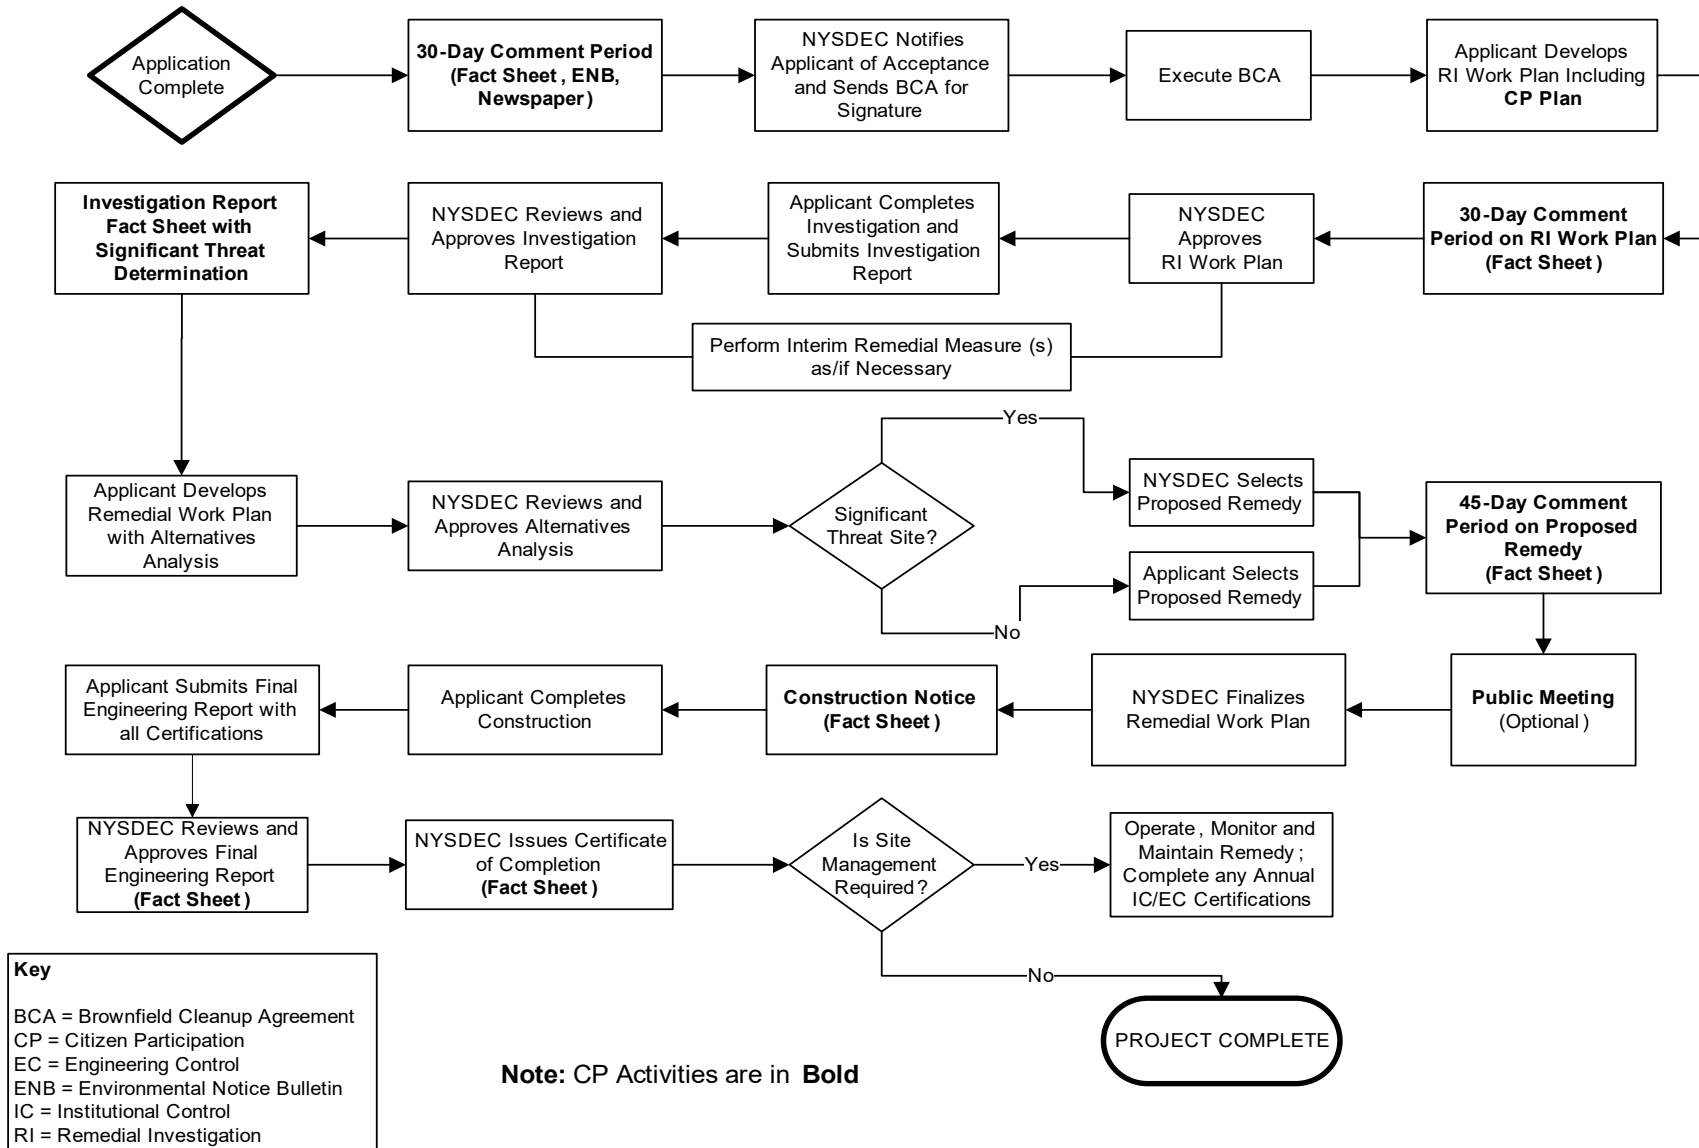 Application
Complete
30-Day Comment Period
(Fact Sheet, ENB,
Newspaper)
NYSDEC Notifies
Applicant of Acceptance
and Sends BCA for
Signature
Execute BCA
Applicant Develops
RI Work Plan Including
CP Plan
30-Day Comment
Period on RI Work Plan
(Fact Sheet)
NYSDEC
Approves
RI Work Plan
Applicant Completes
Investigation and
Submits Investigation
Report
NYSDEC Reviews and
Approves Investigation
Report
Investigation Report
Fact Sheet with
Significant Threat
Determination
Perform Interim Remedial Measure (s)
as/if Necessary
Applicant Develops
Remedial Work Plan
with Alternatives
Analysis
NYSDEC Reviews and
Approves Alternatives
Analysis
Significant
Threat Site?
Yes
No
NYSDEC Selects
Proposed Remedy
Applicant Selects
Proposed Remedy
45-Day Comment
Period on Proposed
Remedy
(Fact Sheet)
Public Meeting
(Optional)
NYSDEC Finalizes
Remedial Work Plan
Construction Notice
(Fact Sheet)
Applicant Completes
Construction
Applicant Submits Final
Engineering Report with
all Certifications
NYSDEC Reviews and
Approves Final
Engineering Report
(Fact Sheet)
NYSDEC Issues Certificate
of Completion
(Fact Sheet)
Is Site
Management
Required?
Yes
Operate, Monitor and
Maintain Remedy;
Complete any Annual
IC/EC Certifications
No
PROJECT COMPLETE
Key
BCA = Brownfield Cleanup Agreement
CP = Citizen Participation
EC = Engineering Control
ENB = Environmental Notice Bulletin
IC = Institutional Control
RI = Remedial Investigation
Note: CP Activities are in Bold